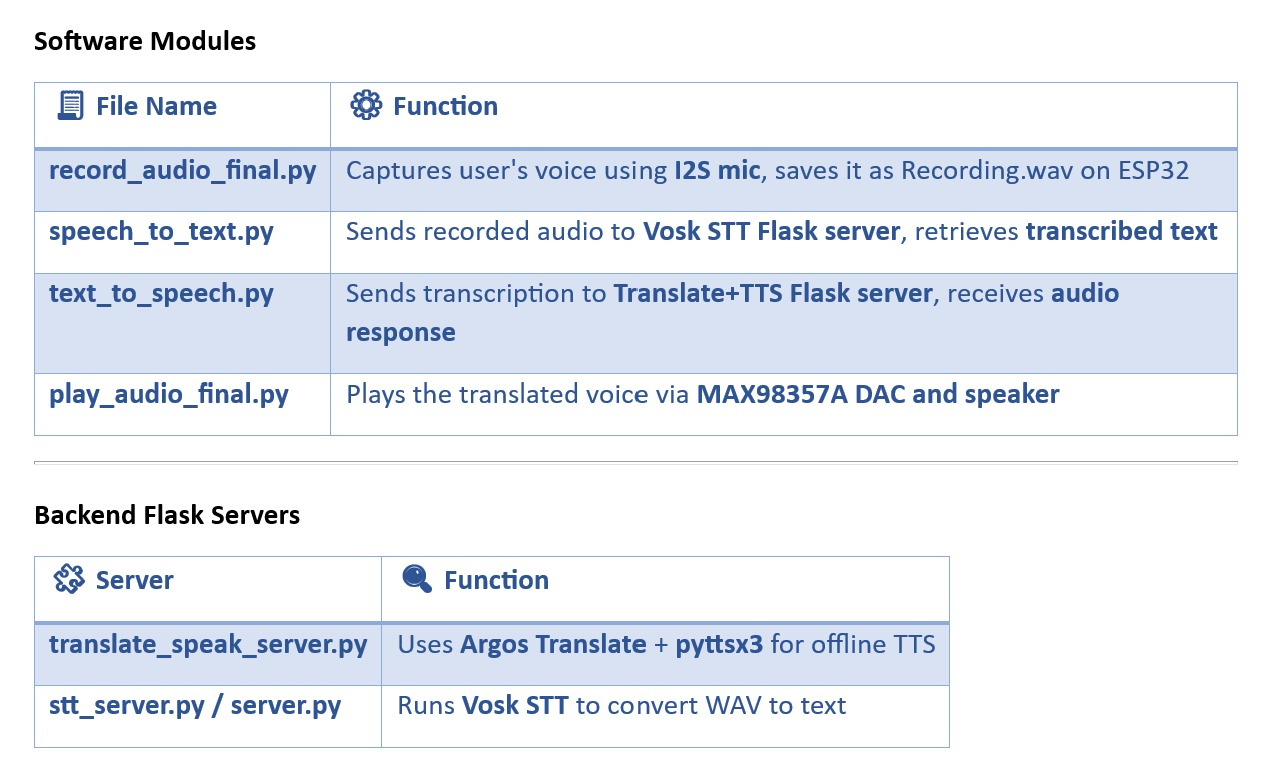 Software Modules
File Name
Function
record_audio_final.py
Captures user's voice using I2S mic, saves it as Recording.wav on ESP32
speech_to_text.py
Sends recorded audio to Vosk STT Flask server, retrieves transcribed text
text_to_speech.py
Sends transcription to Translate+TTS Flask server, receives audio
response
play_audio_final.py
Plays the translated voice via MAX98357A DAC and speaker
Backend Flask Servers
Server
Function
translate_speak_server.py
Uses Argos Translate + pyttsx3 for offline TTS
stt_server.py / server.py
Runs Vosk STT to convert WAV to text